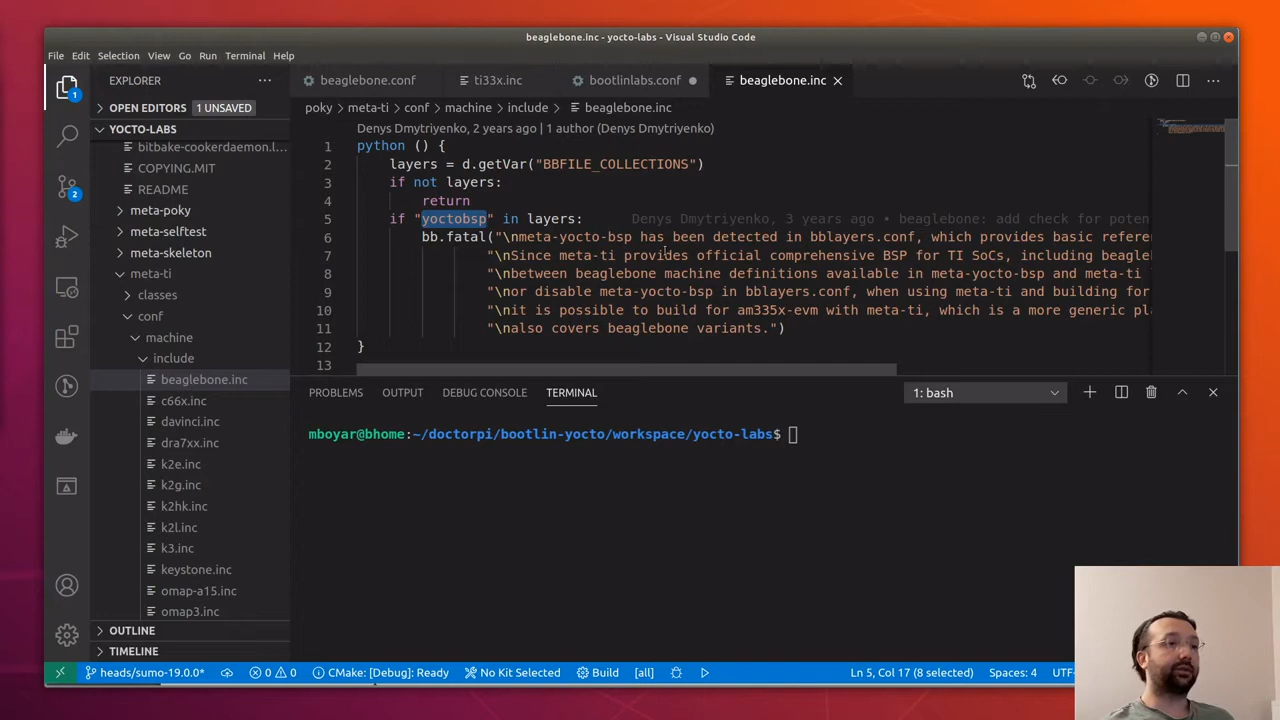 beaglebone.inc - yocto-labs - Visual Studio Code
File Edit Selection View Go Run Terminal Help
EXPLORER
beaglebone.conf
ti33x.inc
bootlinlabs.conf
beaglebone.inc
1
OPEN EDITORS 1 UNSAVED
poky meta-ti conf machine include beaglebone.inc
YOCTO-LABS
Denys Dmytriyenko, 2 years ago | 1 author (Denys Dmytriyenko)
bitbake-cookerdaemon.l...
COPYING.MIT
README
2
meta-poky
meta-selftest
meta-skeleton
meta-ti
classes
conf
machine
include
beaglebone.inc
c66x.inc
davinci.inc
dra7xx.inc
k2e.inc
k2g.inc
k2hk.inc
k2l.inc
k3.inc
keystone.inc
omap-a15.inc
omap3.inc
OUTLINE
TIMELINE
1 python () {
2 layers = d.getVar("BBFILE_COLLECTIONS")
3 if not layers:
4 return
5 if "yoctobsp" in layers: Denys Dmytriyenko, 3 years ago • beaglebone: add check for poten
6 bb.fatal("\nmeta-yocto-bsp has been detected in bblayers.conf, which provides basic refere
7 "\nSince meta-ti provides official comprehensive BSP for TI SoCs, including beagle
8 "\nbetween beaglebone machine definitions available in meta-yocto-bsp and meta-ti
9 "\nor disable meta-yocto-bsp in bblayers.conf, when using meta-ti and building for
10 "\nit is possible to build for am335x-evm with meta-ti, which is a more generic pla
11 "\nalso covers beaglebone variants.")
12 }
13
PROBLEMS OUTPUT DEBUG CONSOLE TERMINAL 1: bash
mboyar@bhome:~/doctorpi/bootlin-yocto/workspace/yocto-labs$
heads/sumo-19.0.0* 0 0 CMake: [Debug]: Ready No Kit Selected Build [all] Ln 5, Col 17 (8 selected) Spaces: 4 UTF-